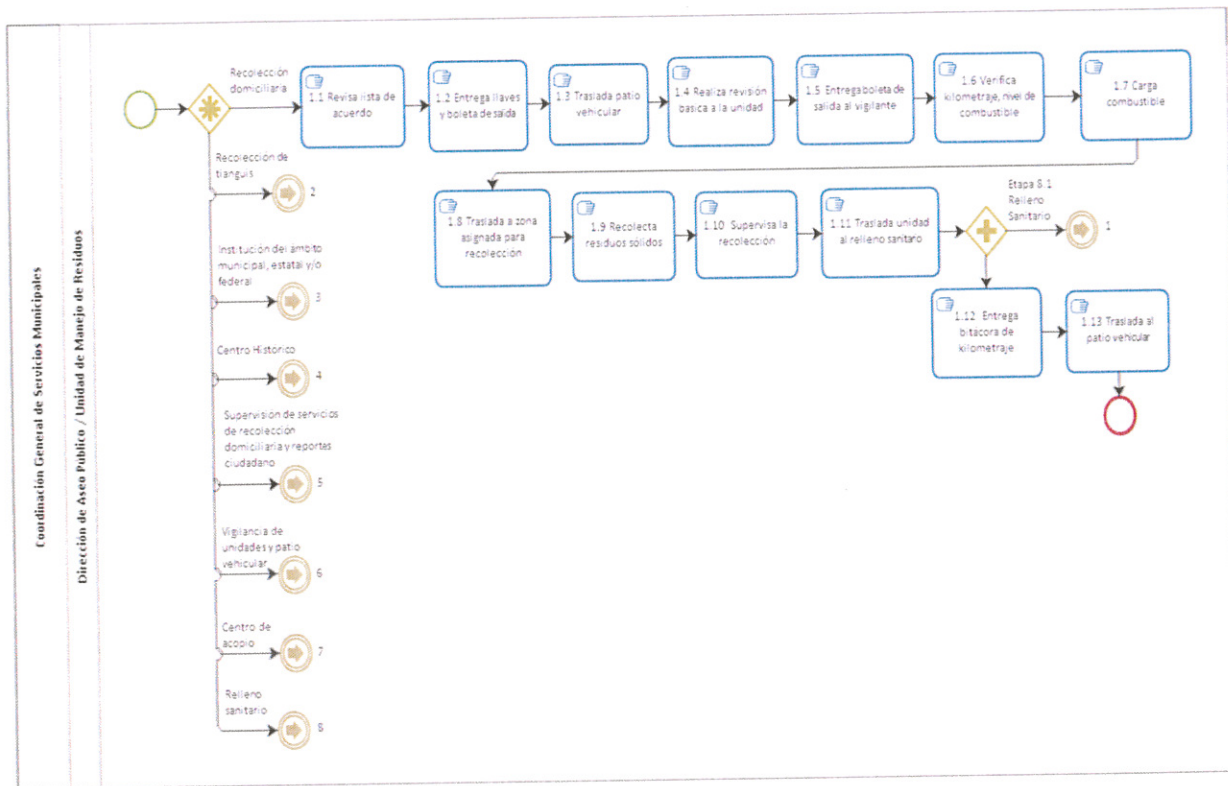 Coordinación General de Servicios Municipales
Dirección de Aseo Público / Unidad de Manejo de Residuos
Recolección
domiciliaria
1.1 Revisa lista de
acuerdo
1.2 Entrega llaves
y boleta de salida
1.3 Traslada patio
vehicular
1.4 Realiza revisión
básica a la unidad
1.5 Entrega boleta de
salida al vigilante
1.6 Verifica
kilometraje, nivel de
combustible
1.7 Carga
combustible
Recolección de
tianguis
2
1.8 Traslada a zona
asignada para
recolección
1.9 Recolecta
residuos sólidos
1.10 Supervisa la
recolección
1.11 Traslada unidad
al relleno sanitaro
Etapa 8.1
Relleno
Sanitario
1
Institución del ámbito
municipal, estatal y/o
federal
3
1.12 Entrega
bitácora de
kilometraje
1.13 Traslada al
patio vehicular
Centro Histórico
4
Supervisión de servicios
de recolección
domiciliaria y reportes
ciudadano
5
Vigilancia de
unidades y patio
vehicular
6
Centro de
acopio
7
Relleno
sanitario
8